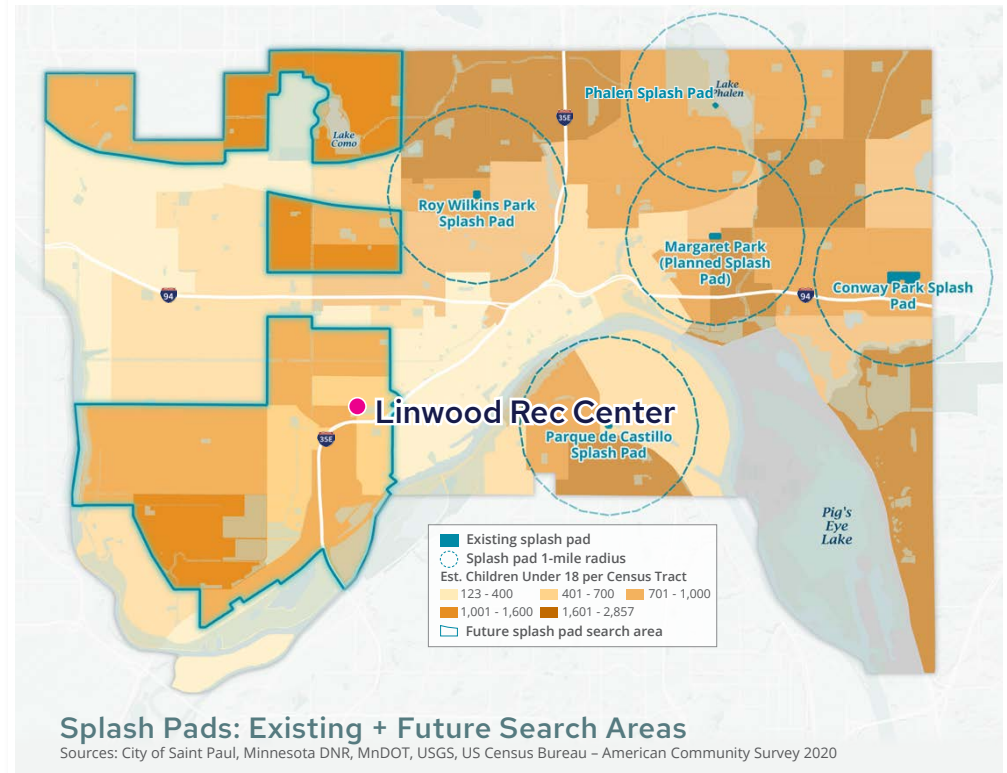 Phalen Splash Pad
Lake
Phalen
35E
Lake
Como
Roy Wilkins Park
Splash Pad
Margaret Park
(Planned Splash
Pad)
94
94
Conway Park Splash
Pad
Linwood Rec Center
35E
Parque de Castillo
Splash Pad
Pig's
Eye
Lake
Existing splash pad
Splash pad 1-mile radius
Est. Children Under 18 per Census Tract
123 - 400 401 - 700 701 - 1,000
1,001 - 1,600 1,601 - 2,857
Future splash pad search area
Splash Pads: Existing + Future Search Areas
Sources: City of Saint Paul, Minnesota DNR, MnDOT, USGS, US Census Bureau – American Community Survey 2020